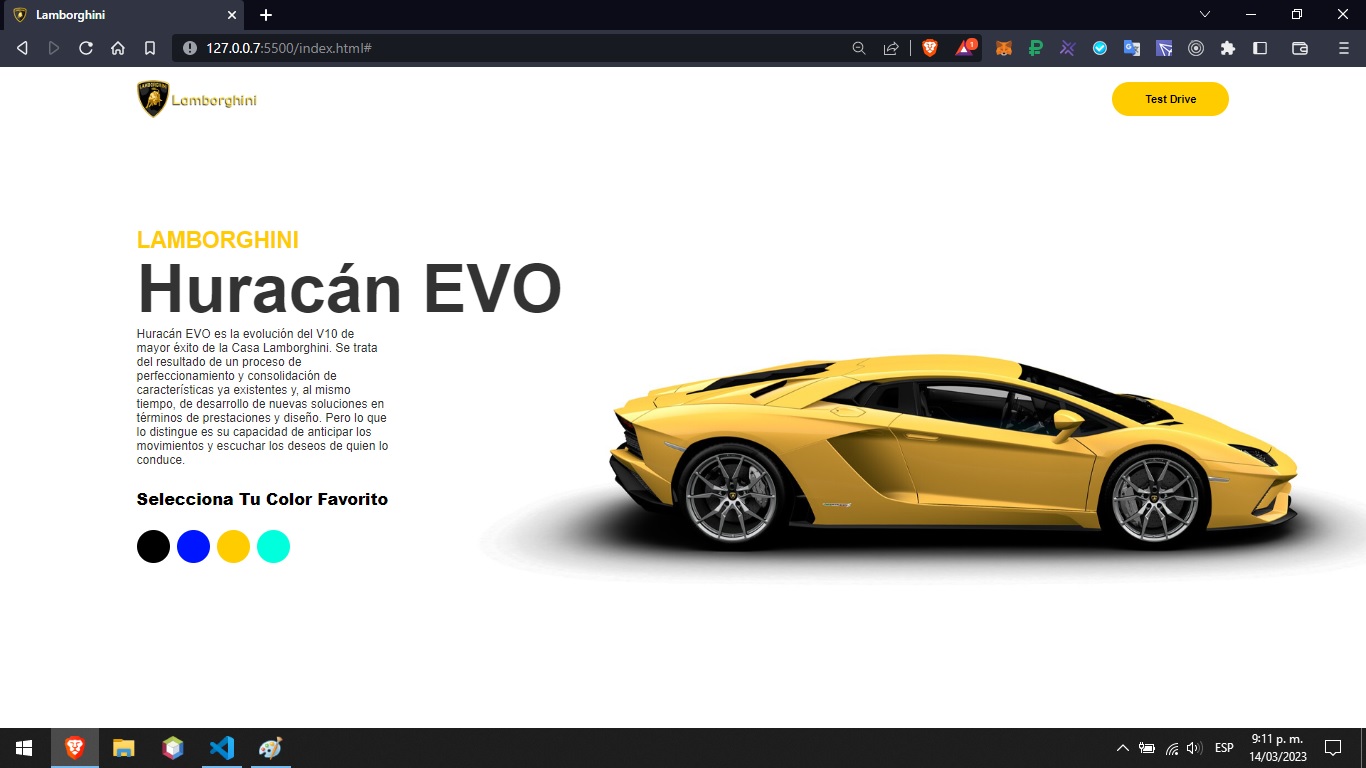 Lamborghini
127.0.0.7:5500/index.html#
1
Lamborghini
Test Drive
LAMBORGHINI
Huracán EVO
Huracán EVO es la evolución del V10 de
mayor éxito de la Casa Lamborghini. Se trata
del resultado de un proceso de
perfeccionamiento y consolidación de
características ya existentes y, al mismo
tiempo, de desarrollo de nuevas soluciones en
términos de prestaciones y diseño. Pero lo que
lo distingue es su capacidad de anticipar los
movimientos y escuchar los deseos de quien lo
conduce.
Selecciona Tu Color Favorito
ESP
9:11 p. m.
14/03/2023